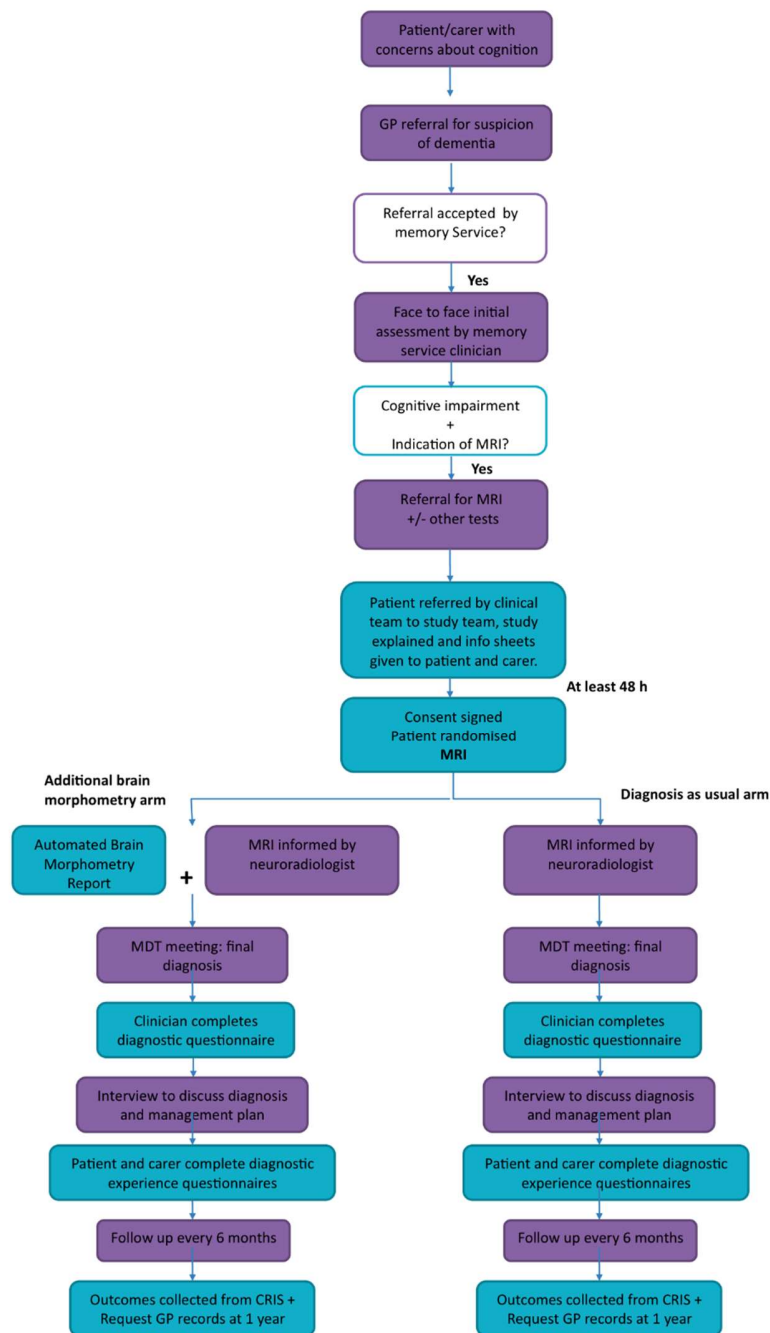 Patient/carer with
concerns about cognition
GP referral for suspicion
of dementia
Referral accepted by
memory Service?
Yes
Face to face initial
assessment by memory
service clinician
Cognitive impairment
+
Indication of MRI?
Yes
Referral for MRI
+/- other tests
Patient referred by clinical
team to study team, study
explained and info sheets
given to patient and carer.
At least 48 h
Consent signed
Patient randomised
MRI
Additional brain
morphometry arm
Diagnosis as usual arm
Automated Brain
Morphometry
Report
+
MRI informed by
neuroradiologist
MRI informed by
neuroradiologist
MDT meeting: final
diagnosis
MDT meeting: final
diagnosis
Clinician completes
diagnostic questionnaire
Clinician completes
diagnostic questionnaire
Interview to discuss diagnosis
and management plan
Interview to discuss diagnosis
and management plan
Patient and carer complete diagnostic
experience questionnaires
Patient and carer complete diagnostic
experience questionnaires
Follow up every 6 months
Follow up every 6 months
Outcomes collected from CRIS +
Request GP records at 1 year
Outcomes collected from CRIS +
Request GP records at 1 year